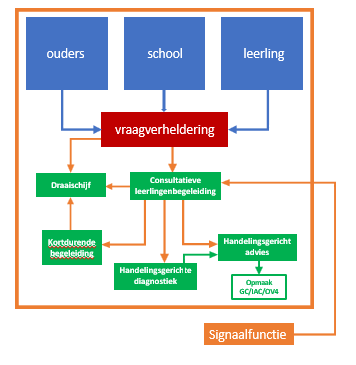 ouders
school
leerling
vraagverheldering
Draaischijf
Consultatieve
leerlingenbegeleiding
Kortdurende
begeleiding
Handelingsgericht
advies
Handelingsgerichte
diagnostiek
Opmaak
GC/IAC/OV4
Signaalfunctie